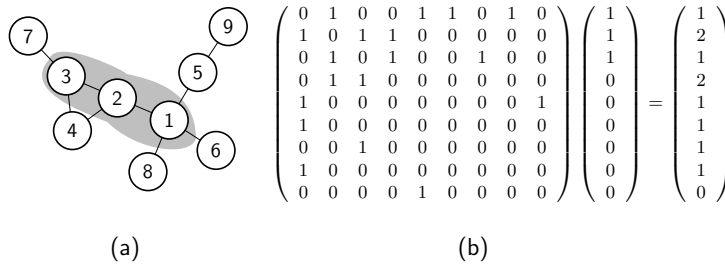 7
9
3
5
2
1
4
6
8
0 1 0 0 1 1 0 1 0 1 1
1 0 1 1 0 0 0 0 0 1 2
0 1 0 1 0 0 1 0 0 1 1
0 1 1 0 0 0 0 0 0 0 2
1 0 0 0 0 0 0 0 1 0 = 1
1 0 0 0 0 0 0 0 0 0 1
0 0 1 0 0 0 0 0 0 0 1
1 0 0 0 0 0 0 0 0 0 1
0 0 0 0 1 0 0 0 0 0 0
(a) (b)